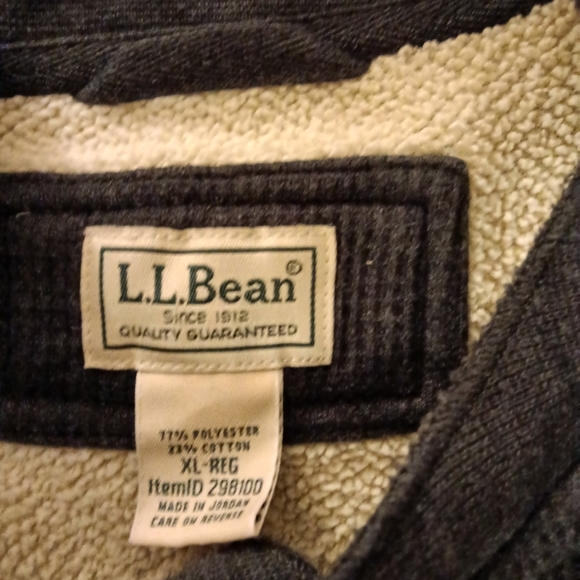 L.L.Bean®
Since 1912
QUALITY GUARANTEED
77% POLYESTER
23% COTTON
XL-REG
ItemID 298100
MADE IN JORDAN
CARE ON REVERSE